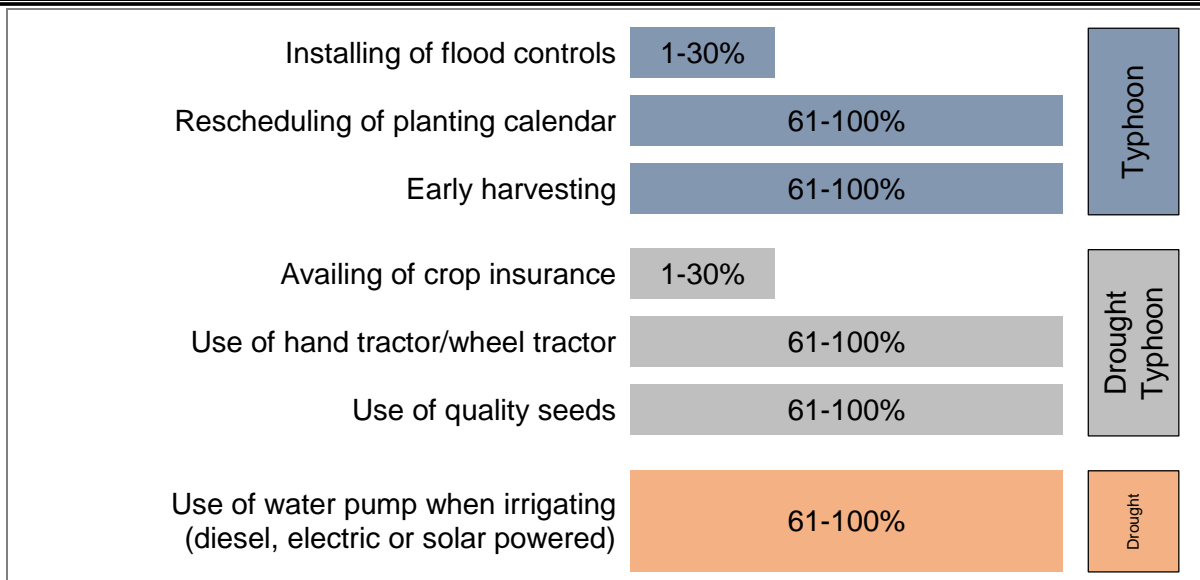 Installing of flood controls
1-30%
Rescheduling of planting calendar
61-100%
Early harvesting
61-100%
Typhoon
Availing of crop insurance
1-30%
Use of hand tractor/wheel tractor
61-100%
Use of quality seeds
61-100%
Drought
Typhoon
Use of water pump when irrigating
(diesel, electric or solar powered)
61-100%
Drought